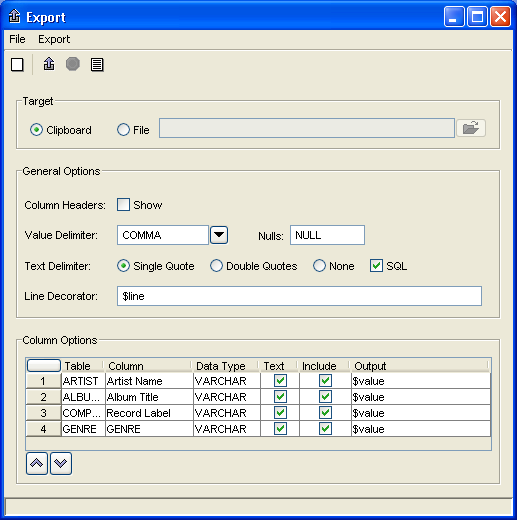 Export
File Export
Target
Clipboard File
General Options
Column Headers: Show
Value Delimiter: COMMA Nulls: NULL
Text Delimiter: Single Quote Double Quotes None SQL
Line Decorator: $line
Column Options
Table Column Data Type Text Include Output
1 ARTIST Artist Name VARCHAR $value
2 ALBU... Album Title VARCHAR $value
3 COMP... Record Label VARCHAR $value
4 GENRE GENRE VARCHAR $value